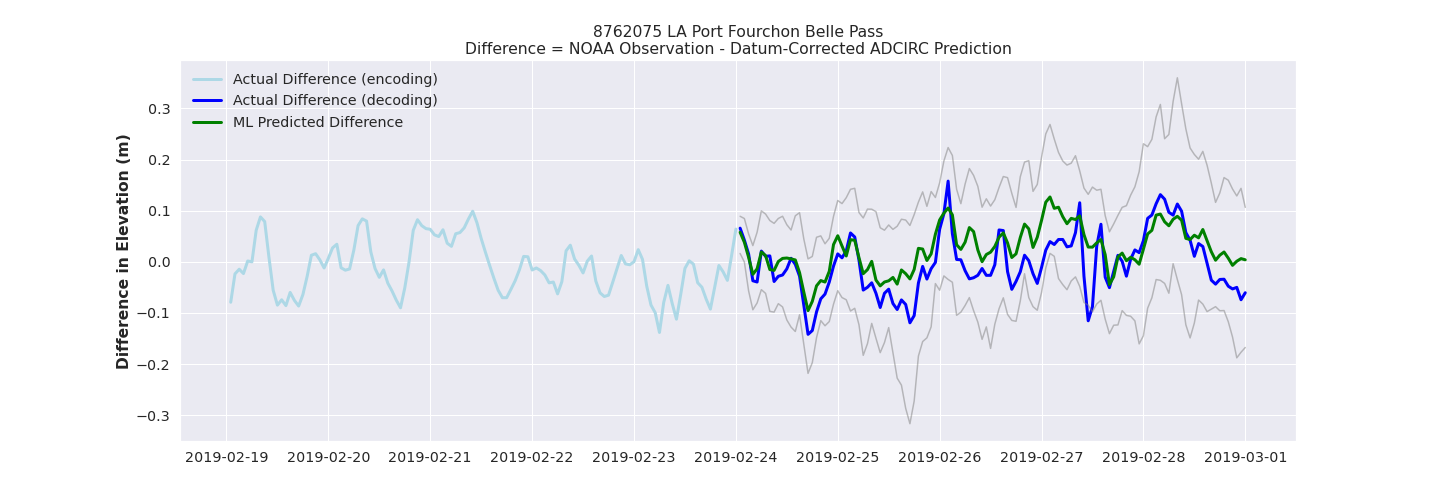 8762075 LA Port Fourchon Belle Pass
Difference = NOAA Observation - Datum-Corrected ADCIRC Prediction
Actual Difference (encoding)
Actual Difference (decoding)
ML Predicted Difference
Difference in Elevation (m)
0.3
0.2
0.1
0.0
−0.1
−0.2
−0.3
2019-02-19 2019-02-20 2019-02-21 2019-02-22 2019-02-23 2019-02-24 2019-02-25 2019-02-26 2019-02-27 2019-02-28 2019-03-01